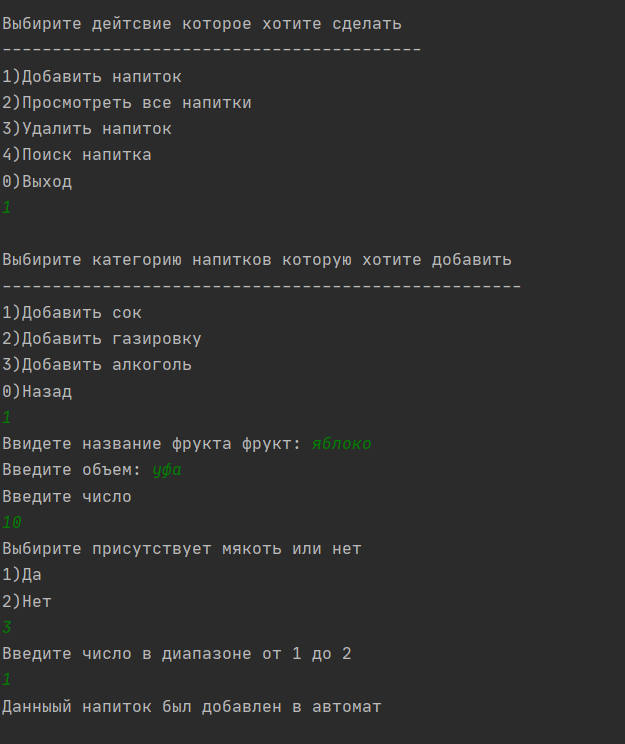 Выбирите дейтсвие которое хотите сделать
------------------------------------------
1)Добавить напиток
2)Просмотреть все напитки
3)Удалить напиток
4)Поиск напитка
0)Выход
1
Выбирите категорию напитков которую хотите добавить
----------------------------------------------------
1)Добавить сок
2)Добавить газировку
3)Добавить алкоголь
0)Назад
1
Ввидете название фрукта фрукт: яблоко
Введите объем: уфа
Введите число
10
Выбирите присутствует мякоть или нет
1)Да
2)Нет
3
Введите число в диапазоне от 1 до 2
1
Данныый напиток был добавлен в автомат